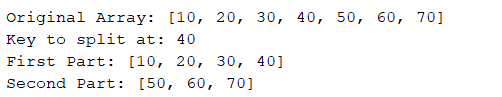 Original Array: [10, 20, 30, 40, 50, 60, 70]
Key to split at: 40
First Part: [10, 20, 30, 40]
Second Part: [50, 60, 70]